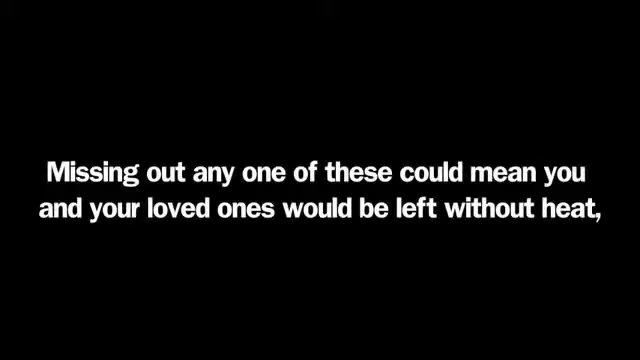 Missing out any one of these could mean you
and your loved ones would be left without heat,